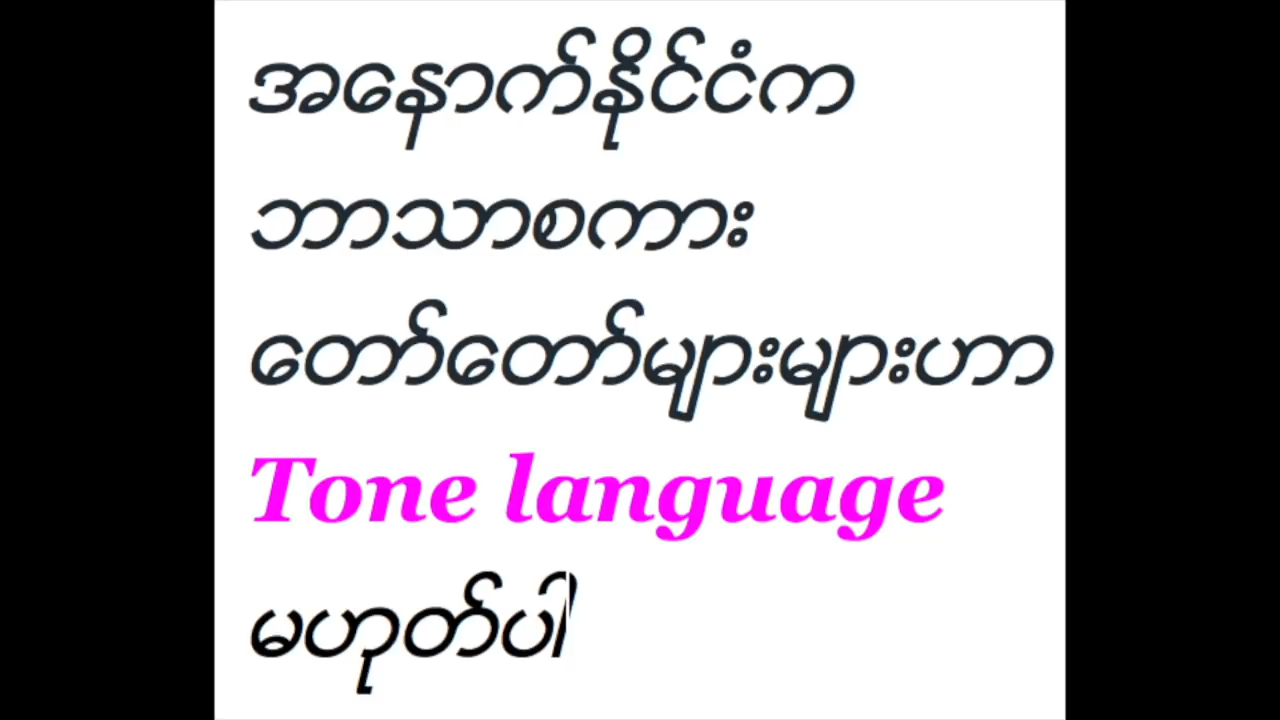 အနောက်နိုင်ငံက
ဘာသာစကား
တော်တော်များများဟာ
Tone language
မဟုတ်ပါ